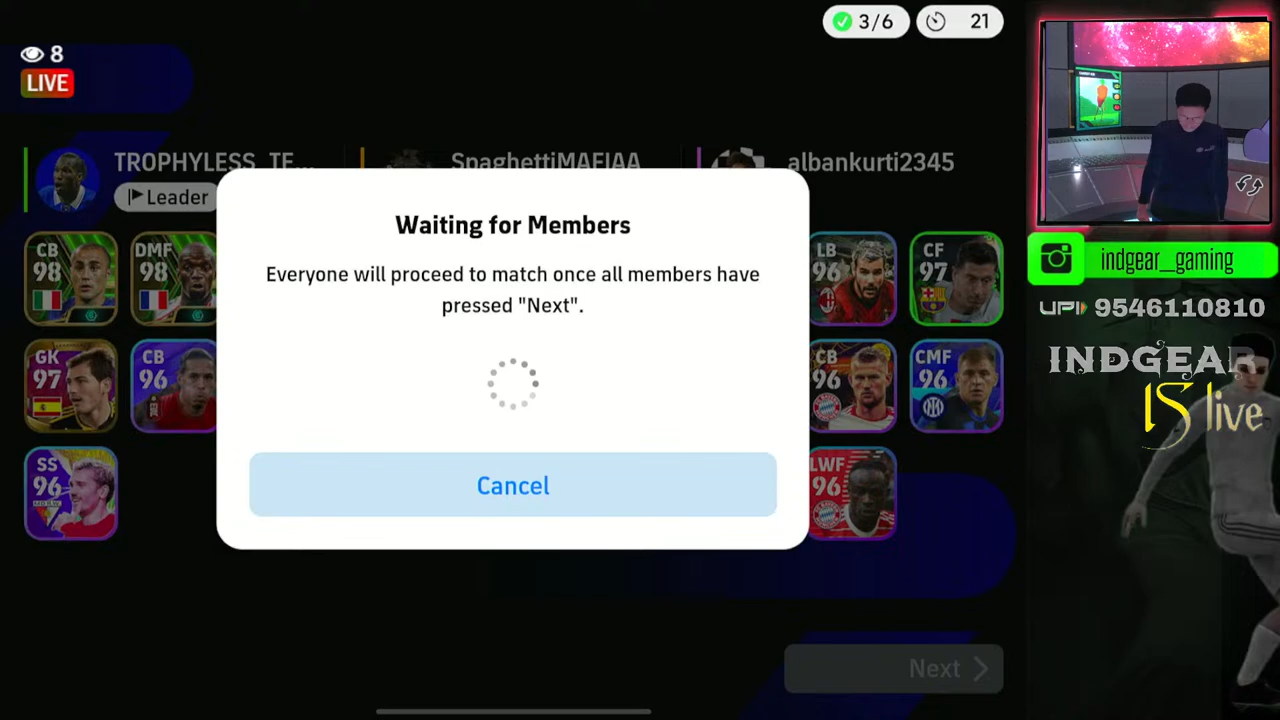 3/6
21
8
LIVE
TROPHYLESS_TE...
SpaghettiMAFIAA
albankurti2345
Leader
Waiting for Members
Everyone will proceed to match once all members have
pressed "Next".
Cancel
CB
98
DMF
98
LB
96
CF
97
GK
97
CB
96
CB
96
CMF
96
SS
96
LWF
96
Next
indgear_gaming
UPI 9546110810
INDGEAR
IS live